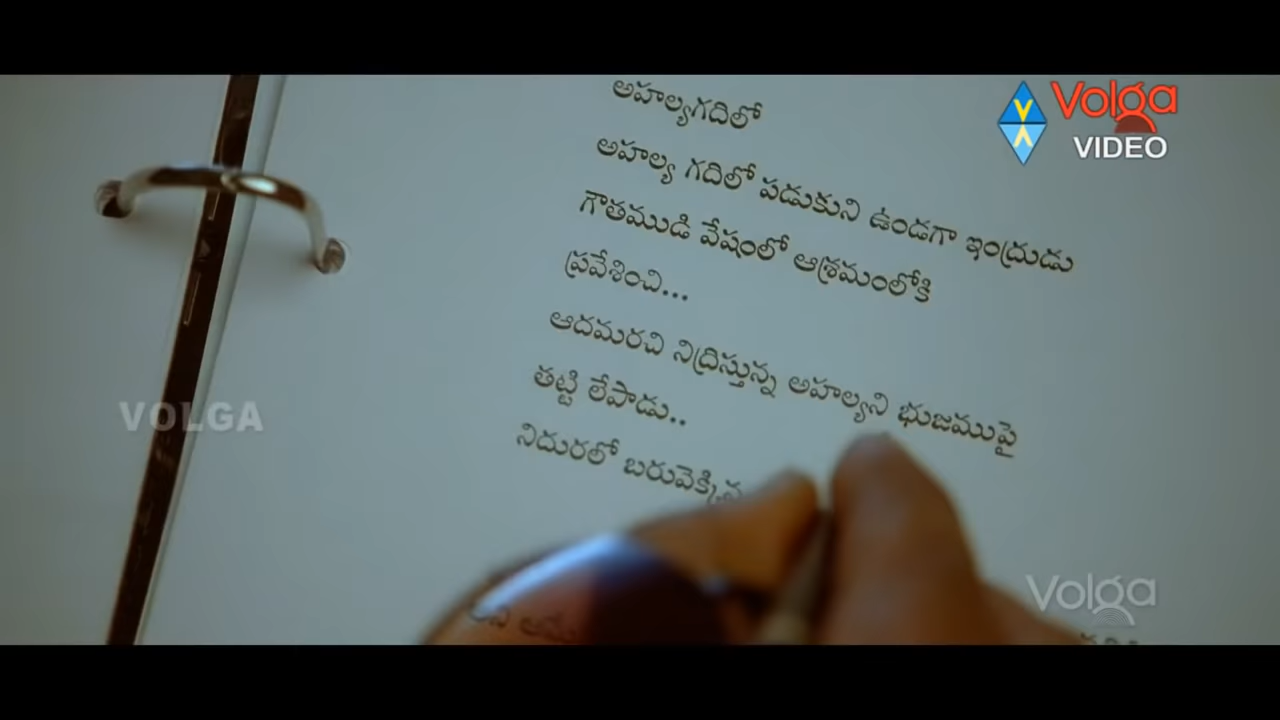 అహల్యగదిలో
అహల్య గదిలో పడుకుని ఉండగా ఇంద్రుడు
గౌతముడి వేషంలో ఆశ్రమంలోకి
ప్రవేశించి...
ఆదమరచి నిద్రిస్తున్న అహల్యని భుజముపై
తట్టి లేపాడు..
నిదురలో బరువెక్కిన
Volga
VIDEO
VOLGA
Volga